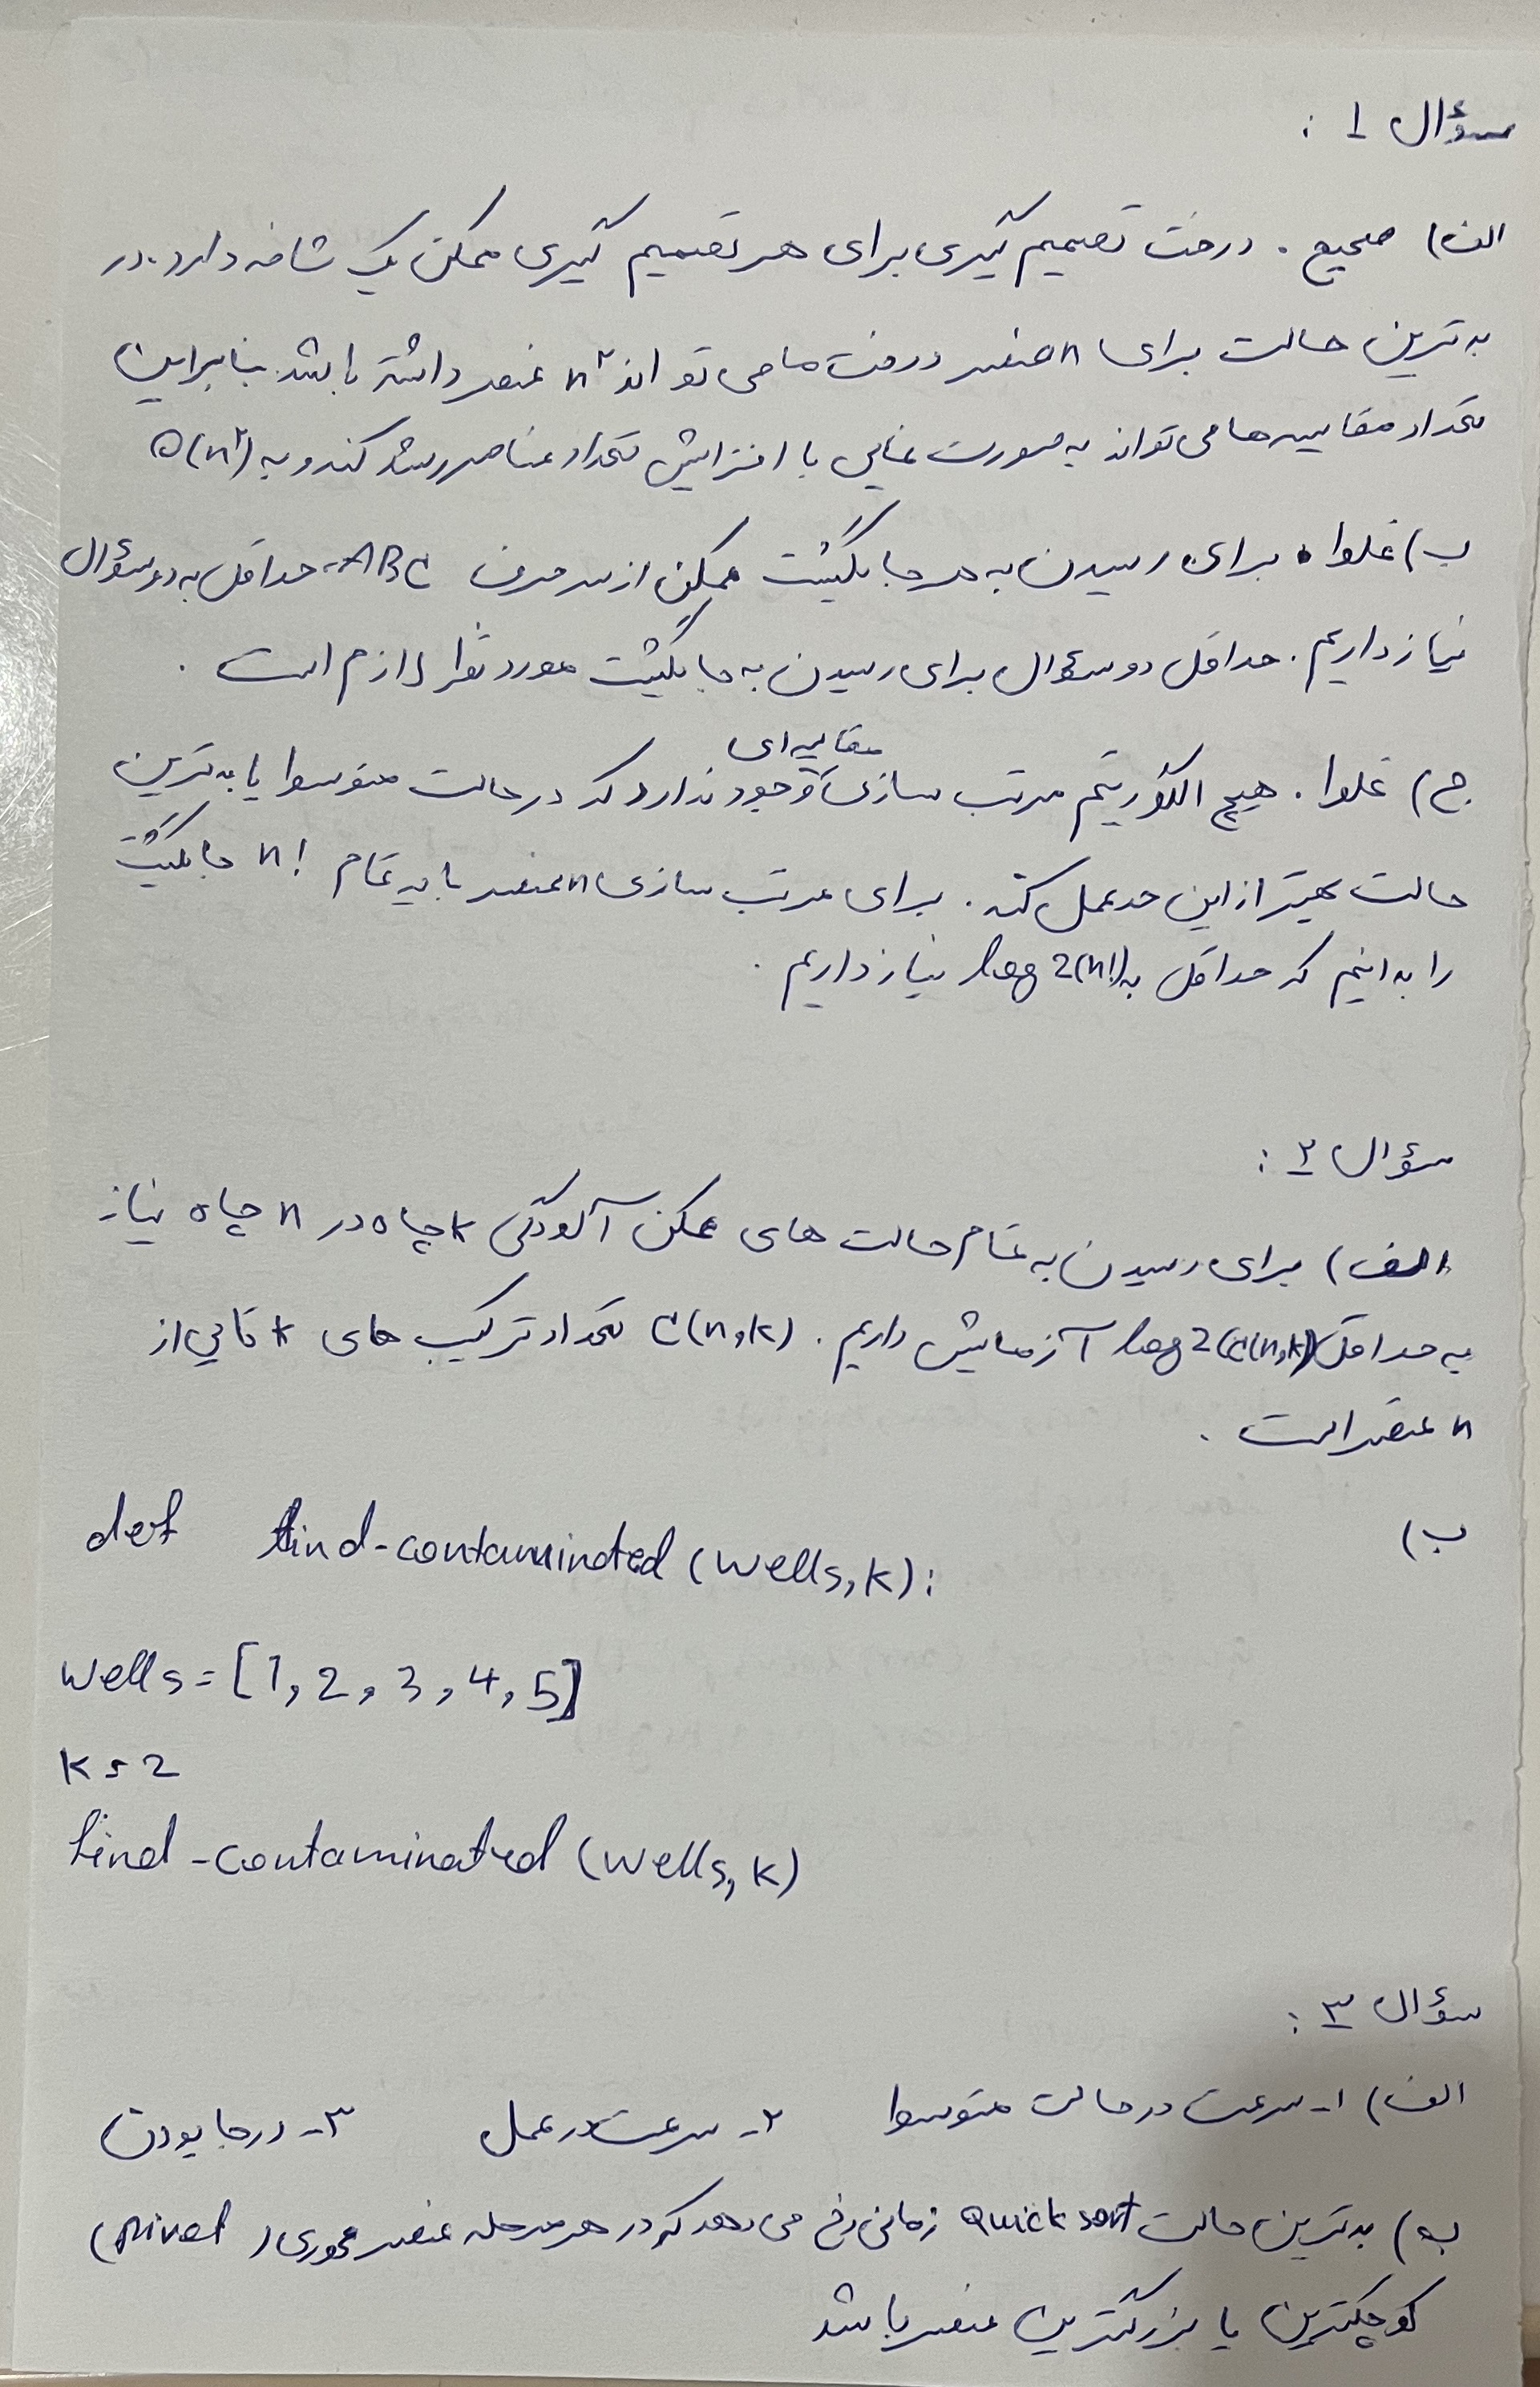 سؤال 1 :
الف) صحیح . درخت تصمیم گیری برای هر تصمیم گیری ممکن یک شاخه دارد . در
بدترین حالت برای n عنصر درخت ما می تواند n۲ عنصر داشته باشد . بنابراین
تعداد مقایسه ها می تواند به صورت نمایی با افزایش تعداد عناصر رشد کند و به O(n۲)
ب) غلط . برای رسیدن به هر جایگشت ممکن از سه حرف ABC ، حداقل به دو سؤال
نیاز داریم . حداقل دو سؤال برای رسیدن به جایگشت مورد نظر لازم است .
ج) غلط . هیچ الگوریتم مرتب سازی مقایسه ای وجود ندارد که در حالت متوسط یا بدترین
حالت بهتر از این حد عمل کند . برای مرتب سازی n عنصر باید تمام n! جایگشت
را بدانیم که حداقل به log 2(n!) نیاز داریم .
سؤال ۲ :
الف) برای رسیدن به تمام حالت های ممکن آلودگی k چاه در n چاه نیاز
به حداقل log 2(C(n,k)) آزمایش داریم . C(n,k) تعداد ترکیب های k تایی از
n عنصر است .
ب)
def find-contaminated (wells, k) :
wells = [1, 2, 3, 4, 5]
k = 2
find-contaminated (wells, k)
سؤال ۳ :
الف) ۱- سرعت در حالت متوسط ۲- سرعت در عمل ۳- درجا بودن
ب) بدترین حالت Quick sort زمانی رخ می دهد که در هر مرحله عنصر محوری (pivot)
کوچکترین یا بزرگترین عنصر باشد